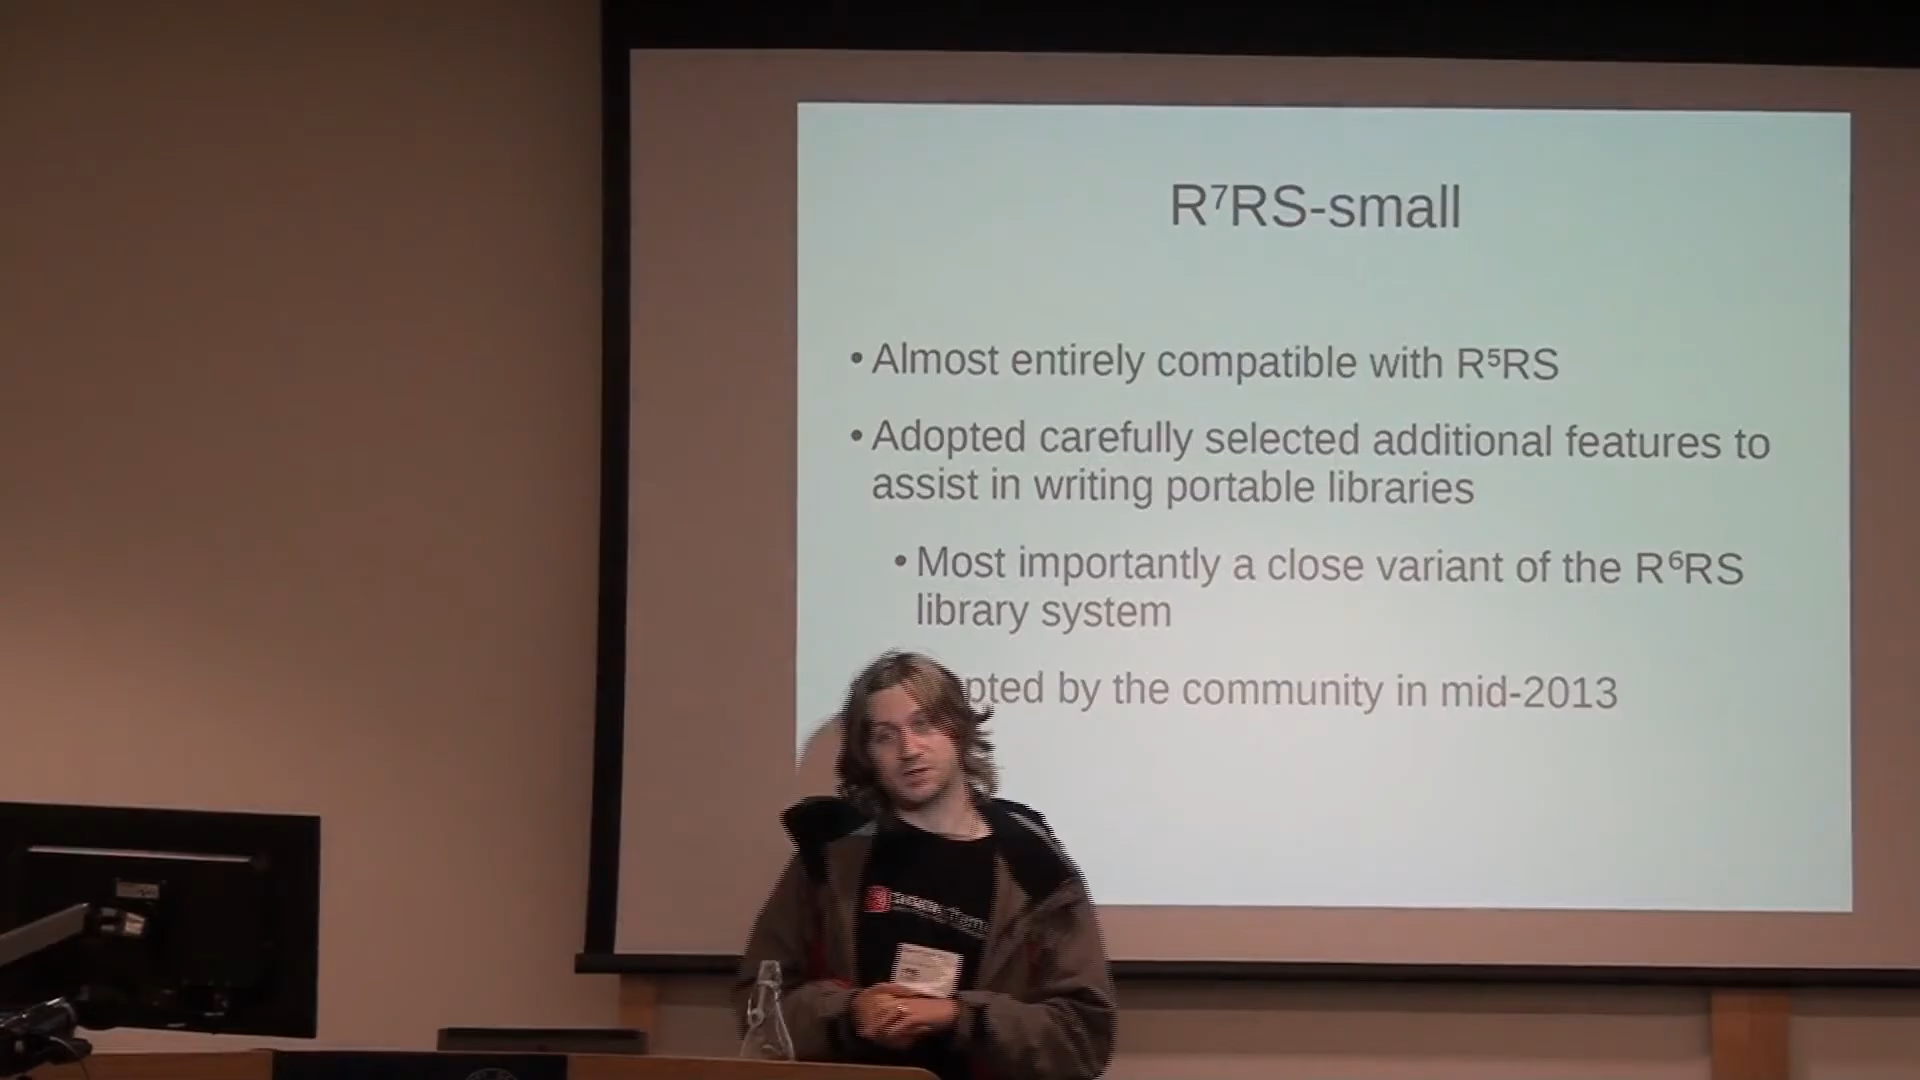 R⁷RS-small
• Almost entirely compatible with R⁵RS
• Adopted carefully selected additional features to
assist in writing portable libraries
• Most importantly a close variant of the R⁶RS
library system
pted by the community in mid-2013